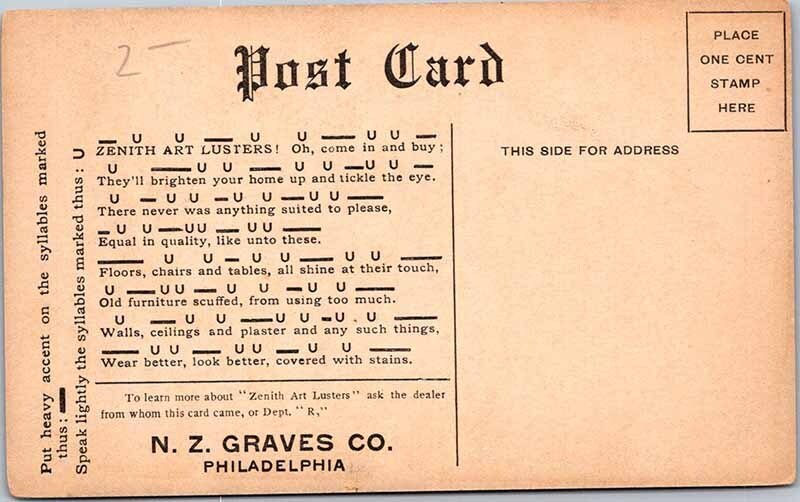 2 —
Post Card
PLACE
ONE CENT
STAMP
HERE
THIS SIDE FOR ADDRESS
Put heavy accent on the syllables marked
thus: —
Speak lightly the syllables marked thus: U
— U U — U U — U U —
ZENITH ART LUSTERS! Oh, come in and buy;
U — U U — U U — U U —
They'll brighten your home up and tickle the eye.
U — U U — U U — U U —
There never was anything suited to please,
— U U — U U — U U —
Equal in quality, like unto these.
— U U — U U — U U —
Floors, chairs and tables, all shine at their touch,
U — U U — U U — U U —
Old furniture scuffed, from using too much.
U — U U — U U — U U —
Walls, ceilings and plaster and any such things,
— U U — U U — U U —
Wear better, look better, covered with stains.
To learn more about "Zenith Art Lusters" ask the dealer
from whom this card came, or Dept. "R,"
N. Z. GRAVES CO.
PHILADELPHIA